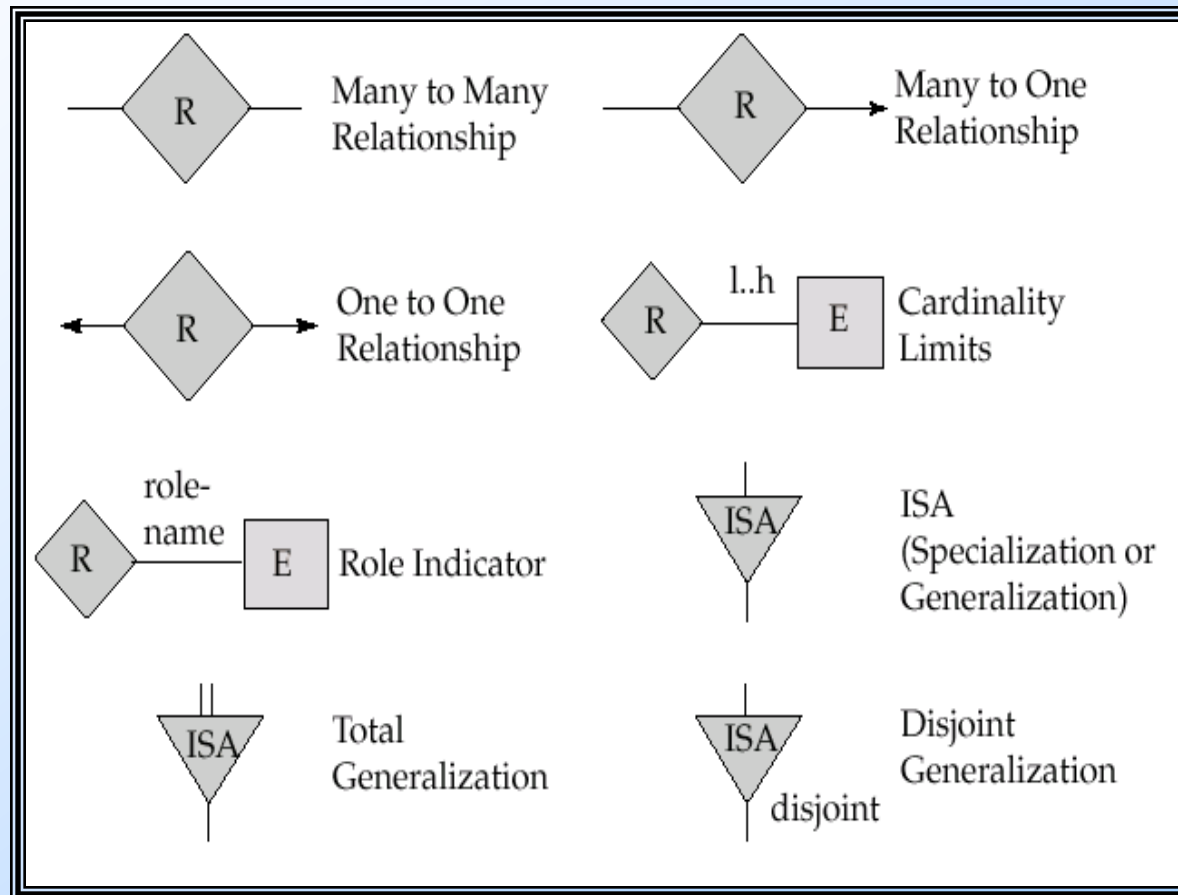 R
Many to Many
Relationship
R
Many to One
Relationship
R
One to One
Relationship
R
l..h
E
Cardinality
Limits
R
role-
name
E
Role Indicator
ISA
ISA
(Specialization or
Generalization)
ISA
Total
Generalization
ISA
disjoint
Disjoint
Generalization